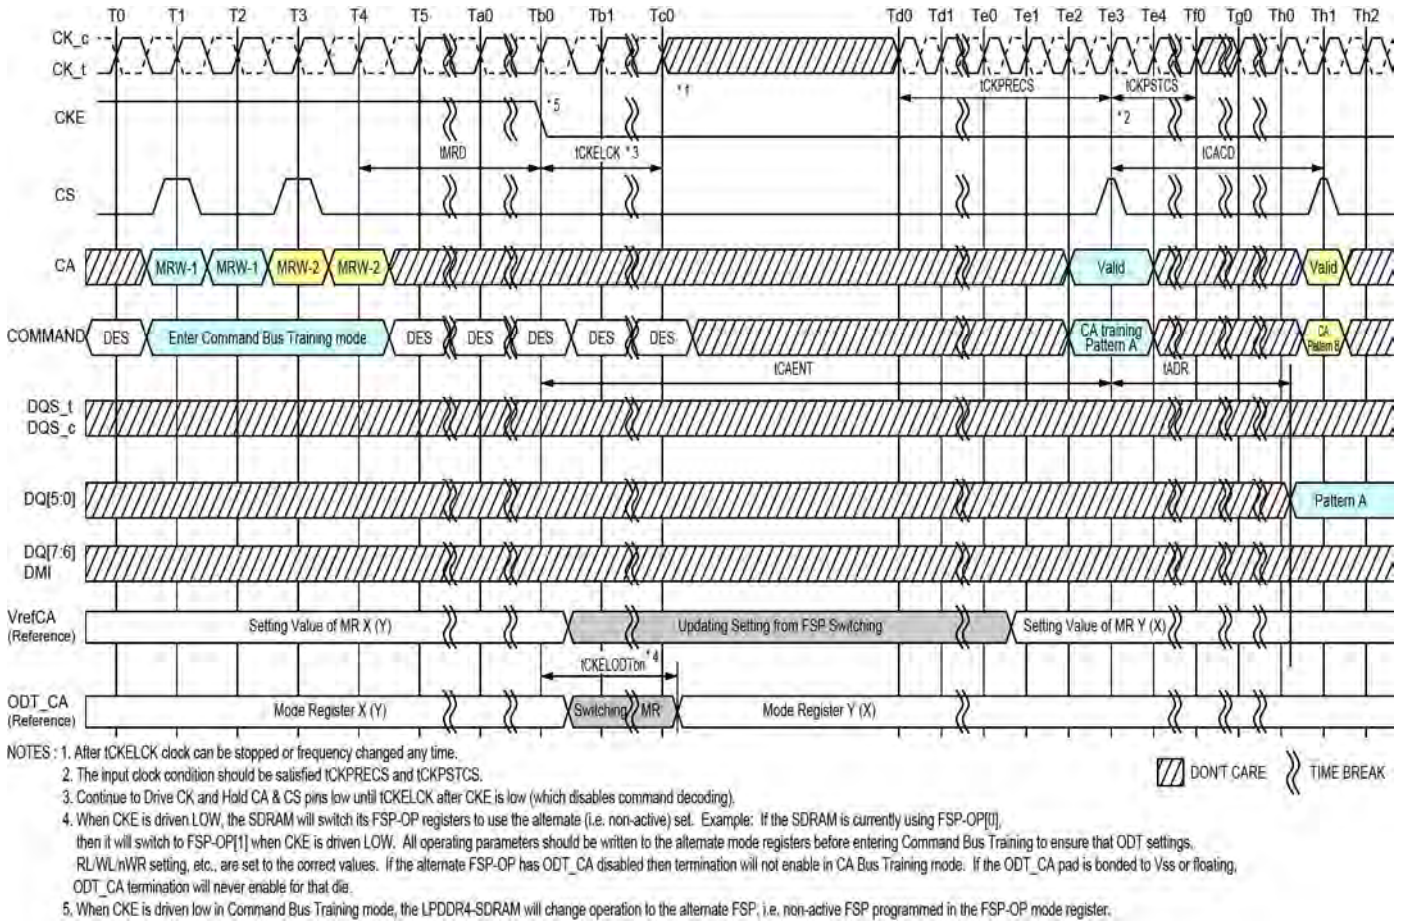 T0 T1 T2 T3 T4 T5 Ta0 Tb0 Tb1 Tc0 Td0 Td1 Te0 Te1 Te2 Te3 Te4 Tf0 Tg0 Th0 Th1 Th2
CK_c
CK_t
tCKPRECS tCKPSTCS
*1
*5
*2
CKE
tMRD tCKELCK *3 tCACD
CS
CA MRW-1 MRW-1 MRW-2 MRW-2 Valid Valid
COMMAND DES Enter Command Bus Training mode DES DES DES DES DES CA training Pattern A CA Pattern B
tCAENT tADR
DQS_t
DQS_c
DQ[5:0] Pattern A
DQ[7:6]
DMI
VrefCA
(Reference)
Setting Value of MR X (Y) Updating Setting from FSP Switching Setting Value of MR Y (X)
tCKELODTon *4
ODT_CA
(Reference)
Mode Register X (Y) Switching MR Mode Register Y (X)
NOTES : 1. After tCKELCK clock can be stopped or frequency changed any time.
2. The input clock condition should be satisfied tCKPRECS and tCKPSTCS.
3. Continue to Drive CK and Hold CA & CS pins low until tCKELCK after CKE is low (which disables command decoding).
4. When CKE is driven LOW, the SDRAM will switch its FSP-OP registers to use the alternate (i.e. non-active) set. Example: If the SDRAM is currently using FSP-OP[0],
then it will switch to FSP-OP[1] when CKE is driven LOW. All operating parameters should be written to the alternate mode registers before entering Command Bus Training to ensure that ODT settings,
RL/WL/nWR setting, etc., are set to the correct values. If the alternate FSP-OP has ODT_CA disabled then termination will not enable in CA Bus Training mode. If the ODT_CA pad is bonded to Vss or floating,
ODT_CA termination will never enable for that die.
5. When CKE is driven low in Command Bus Training mode, the LPDDR4-SDRAM will change operation to the alternate FSP, i.e. non-active FSP programmed in the FSP-OP mode register.
DON'T CARE TIME BREAK